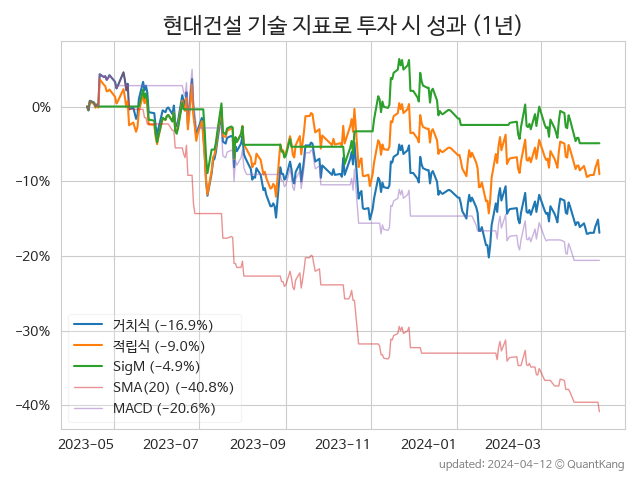 현대건설 기술 지표로 투자 시 성과 (1년)
0%
−10%
−20%
−30%
−40%
거치식 (−16.9%)
적립식 (−9.0%)
SigM (−4.9%)
SMA(20) (−40.8%)
MACD (−20.6%)
2023-05 2023-07 2023-09 2023-11 2024-01 2024-03
updated: 2024-04-12 © QuantKang